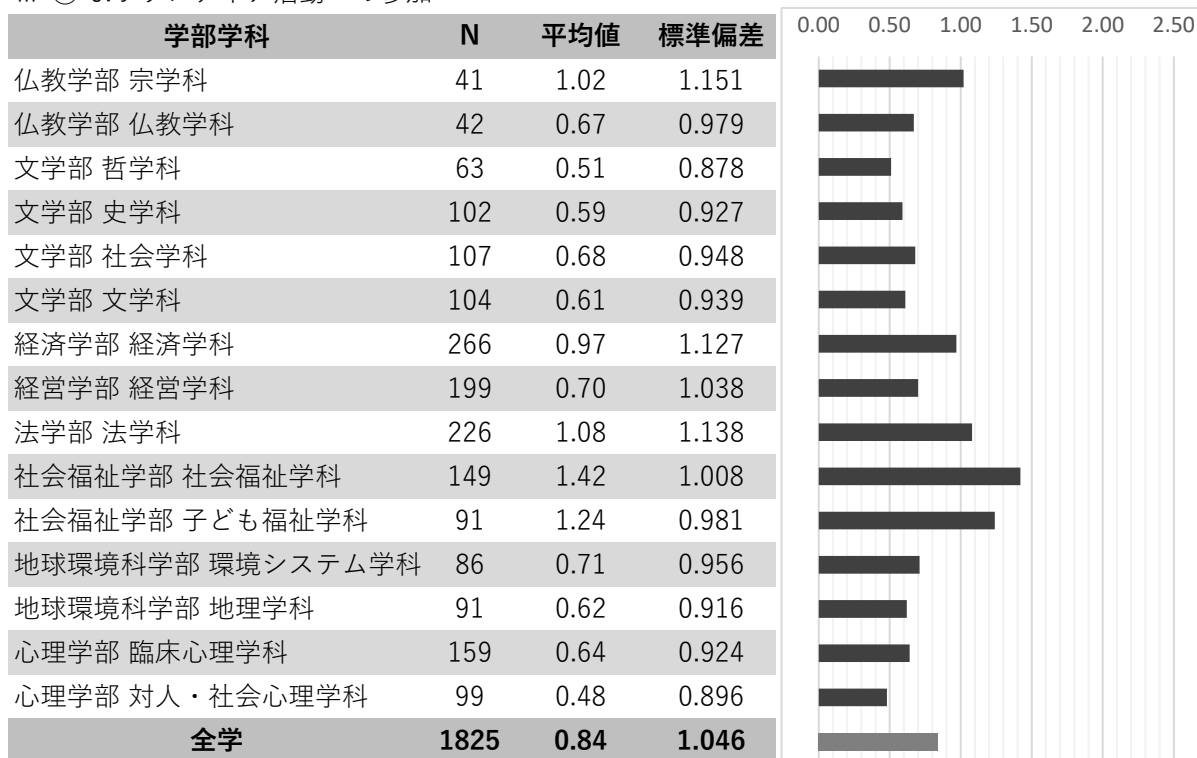 0.00 0.50 1.00 1.50 2.00 2.50
学部学科 N 平均値 標準偏差
仏教学部 宗学科 41 1.02 1.151
仏教学部 仏教学科 42 0.67 0.979
文学部 哲学科 63 0.51 0.878
文学部 史学科 102 0.59 0.927
文学部 社会学科 107 0.68 0.948
文学部 文学科 104 0.61 0.939
経済学部 経済学科 266 0.97 1.127
経営学部 経営学科 199 0.70 1.038
法学部 法学科 226 1.08 1.138
社会福祉学部 社会福祉学科 149 1.42 1.008
社会福祉学部 子ども福祉学科 91 1.24 0.981
地球環境科学部 環境システム学科 86 0.71 0.956
地球環境科学部 地理学科 91 0.62 0.916
心理学部 臨床心理学科 159 0.64 0.924
心理学部 対人・社会心理学科 99 0.48 0.896
全学 1825 0.84 1.046